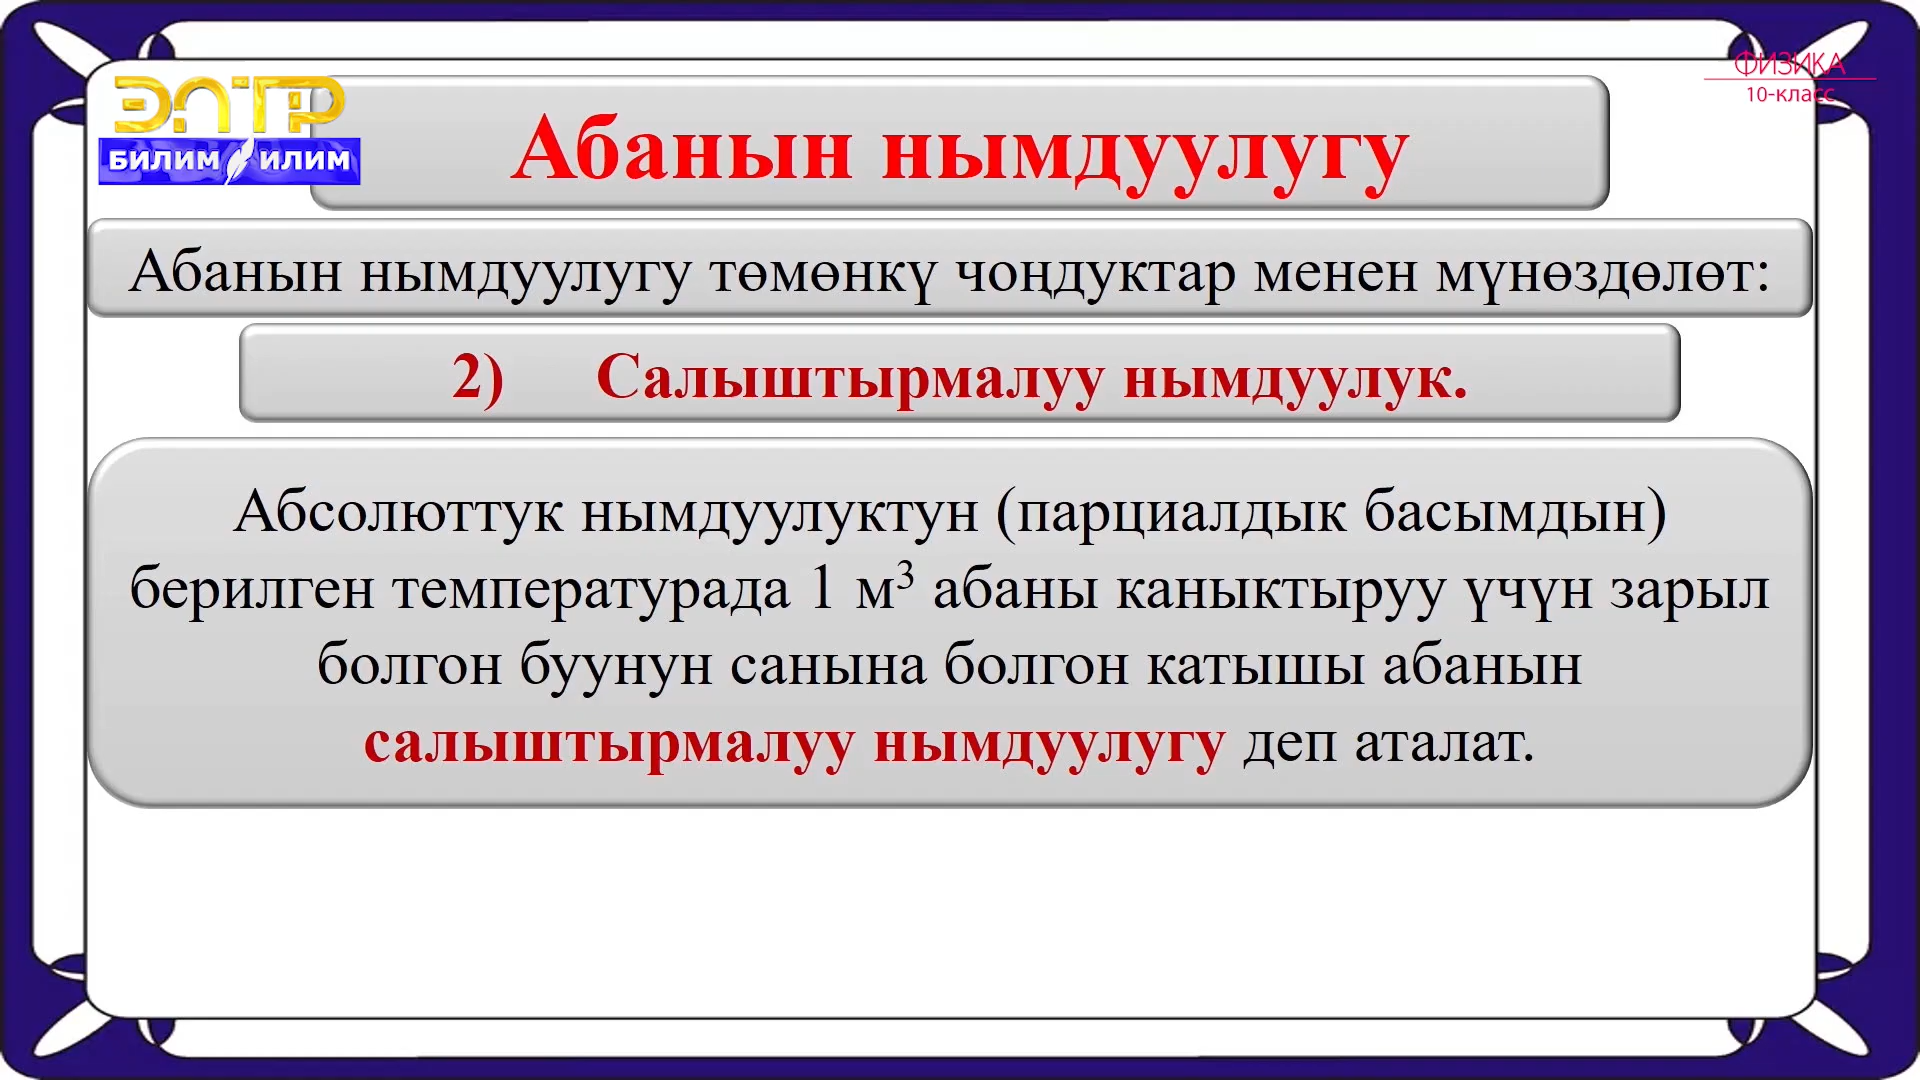 ЭЛТР
БИЛИМ ИЛИМ
ФИЗИКА
10-класс
Абанын нымдуулугу
Абанын нымдуулугу төмөнкү чоңдуктар менен мүнөздөлөт:
2) Салыштырмалуу нымдуулук.
Абсолюттук нымдуулуктун (парциалдык басымдын)
берилген температурада 1 м³ абаны каныктыруу үчүн зарыл
болгон буунун санына болгон катышы абанын
салыштырмалуу нымдуулугу деп аталат.